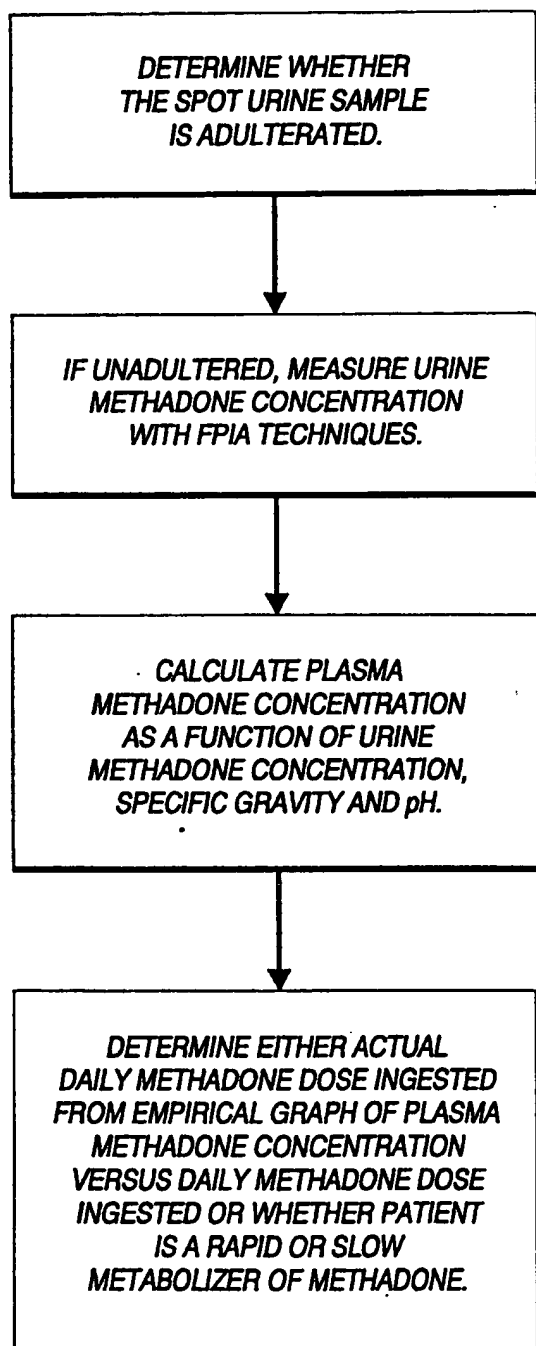 DETERMINE WHETHER
THE SPOT URINE SAMPLE
IS ADULTERATED.
IF UNADULTERED, MEASURE URINE
METHADONE CONCENTRATION
WITH FPIA TECHNIQUES.
CALCULATE PLASMA
METHADONE CONCENTRATION
AS A FUNCTION OF URINE
METHADONE CONCENTRATION,
SPECIFIC GRAVITY AND pH.
DETERMINE EITHER ACTUAL
DAILY METHADONE DOSE INGESTED
FROM EMPIRICAL GRAPH OF PLASMA
METHADONE CONCENTRATION
VERSUS DAILY METHADONE DOSE
INGESTED OR WHETHER PATIENT
IS A RAPID OR SLOW
METABOLIZER OF METHADONE.